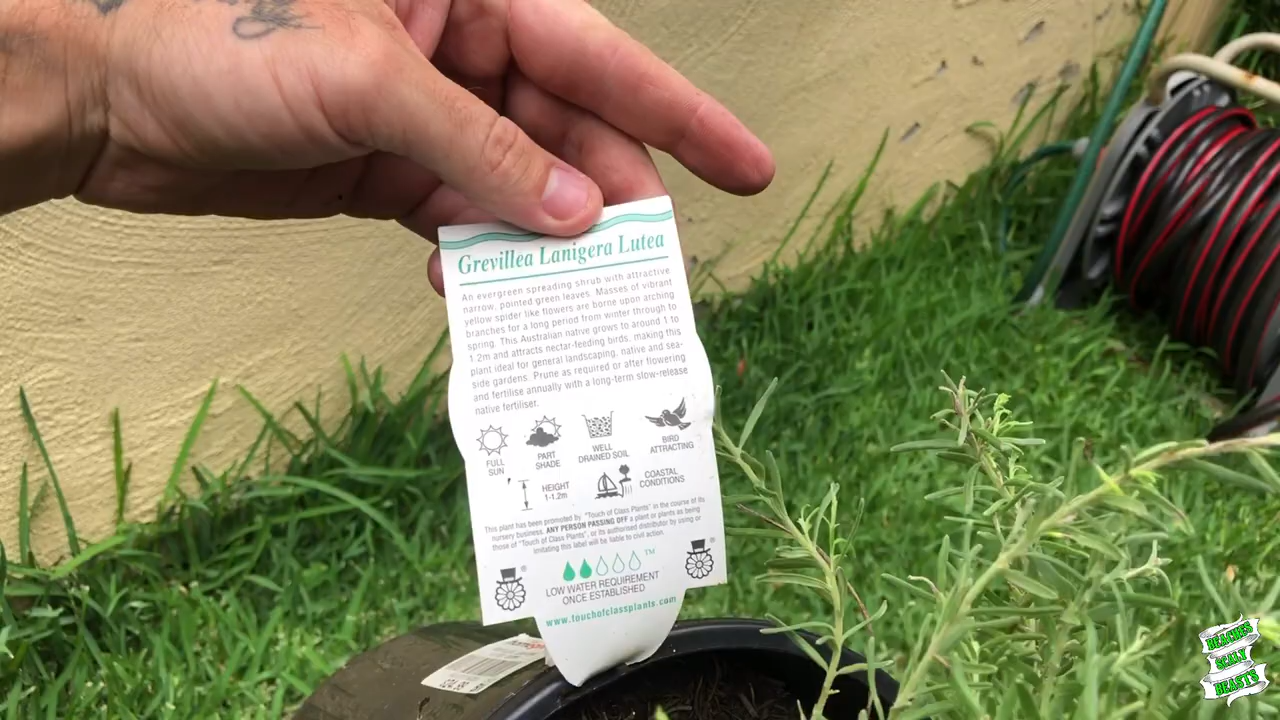 Grevillea Lanigera Lutea
An evergreen spreading shrub with attractive
narrow, pointed green leaves. Masses of vibrant
yellow spider like flowers are borne upon arching
branches for a long period from winter through to
spring. This Australian native grows to around 1 to
1.2m and attracts nectar-feeding birds, making this
plant ideal for general landscaping, native and sea-
side gardens. Prune as required or after flowering
and fertilise annually with a long-term slow-release
native fertiliser.
FULL
SUN
PART
SHADE
WELL
DRAINED SOIL
BIRD
ATTRACTING
HEIGHT
1-1.2m
COASTAL
CONDITIONS
This plant has been promoted by "Touch of Class Plants" in the course of its
nursery business. ANY PERSON PASSING OFF a plant or plants as being
those of "Touch of Class Plants", or its authorised distributor by using or
imitating this label will be liable to civil action.
TM
®
®
LOW WATER REQUIREMENT
ONCE ESTABLISHED
www.touchofclassplants.com
BEACHES
SCALY
BEASTS